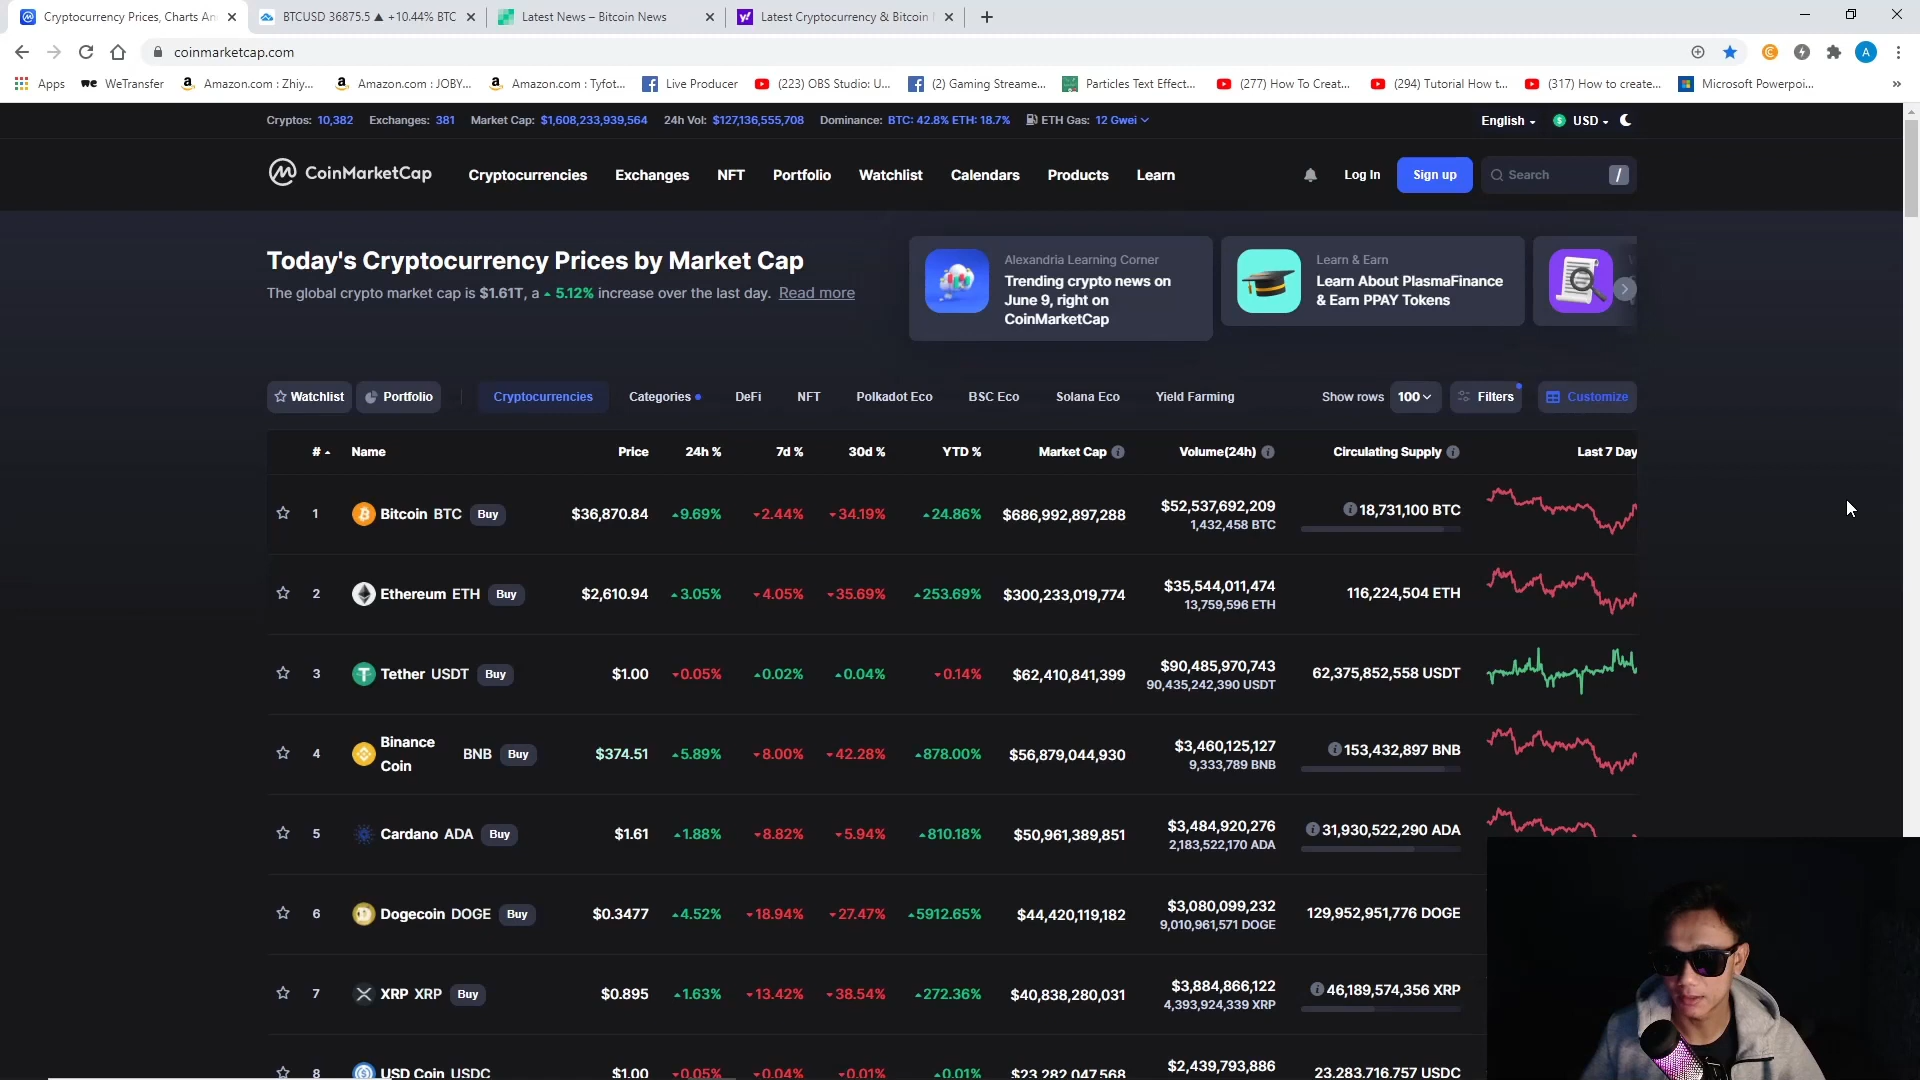 Cryptocurrency Prices, Charts An
BTCUSD 36875.5 ▲ +10.44% BTC
Latest News – Bitcoin News
Latest Cryptocurrency & Bitcoin
coinmarketcap.com
A
Apps
we WeTransfer
Amazon.com : Zhiy...
Amazon.com : JOBY...
Amazon.com : Tyfot...
Live Producer
(223) OBS Studio: U...
(2) Gaming Streame...
Particles Text Effect...
(277) How To Creat...
(294) Tutorial How t...
(317) How to create...
Microsoft Powerpoi...
Cryptos: 10,382 Exchanges: 381 Market Cap: $1,608,233,939,564 24h Vol: $127,136,555,708 Dominance: BTC: 42.8% ETH: 18.7% ETH Gas: 12 Gwei
English USD
CoinMarketCap Cryptocurrencies Exchanges NFT Portfolio Watchlist Calendars Products Learn Log In Sign up Search /
Today's Cryptocurrency Prices by Market Cap
The global crypto market cap is $1.61T, a 5.12% increase over the last day. Read more
Alexandria Learning Corner
Trending crypto news on
June 9, right on
CoinMarketCap
Learn & Earn
Learn About PlasmaFinance
& Earn PPAY Tokens
Watchlist Portfolio Cryptocurrencies Categories DeFi NFT Polkadot Eco BSC Eco Solana Eco Yield Farming Show rows 100 Filters Customize
# Name Price 24h % 7d % 30d % YTD % Market Cap Volume(24h) Circulating Supply Last 7 Day
1 Bitcoin BTC Buy $36,870.84 9.69% 2.44% 34.19% 24.86% $686,992,897,288 $52,537,692,209 18,731,100 BTC
1,432,458 BTC
2 Ethereum ETH Buy $2,610.94 3.05% 4.05% 35.69% 253.69% $300,233,019,774 $35,544,011,474 116,224,504 ETH
13,759,596 ETH
3 Tether USDT Buy $1.00 0.05% 0.02% 0.04% 0.14% $62,410,841,399 $90,485,970,743 62,375,852,558 USDT
90,435,242,390 USDT
4 Binance Coin BNB Buy $374.51 5.89% 8.00% 42.28% 878.00% $56,879,044,930 $3,460,125,127 153,432,897 BNB
9,333,789 BNB
5 Cardano ADA Buy $1.61 1.88% 8.82% 5.94% 810.18% $50,961,389,851 $3,484,920,276 31,930,522,290 ADA
2,183,522,170 ADA
6 Dogecoin DOGE Buy $0.3477 4.52% 18.94% 27.47% 5912.65% $44,420,119,182 $3,080,099,232 129,952,951,776 DOGE
9,010,961,571 DOGE
7 XRP XRP Buy $0.895 1.63% 13.42% 38.54% 272.36% $40,838,280,031 $3,884,866,122 46,189,574,356 XRP
4,393,924,339 XRP
8 USD Coin USDC $1.00 0.05% 0.04% 0.01% 0.01% $23,282,047,568 $2,439,793,886 23,283,716,757 USDC